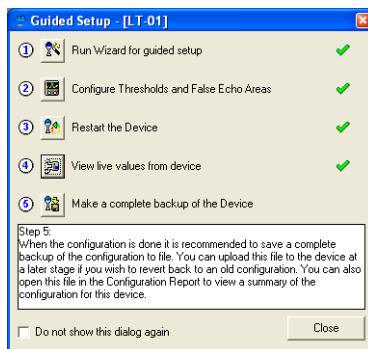 Guided Setup - [LT-01]
1 Run Wizard for guided setup
2 Configure Thresholds and False Echo Areas
3 Restart the Device
4 View live values from device
5 Make a complete backup of the Device
Step 5:
When the configuration is done it is recommended to save a complete
backup of the configuration to file. You can upload this file to the device at
a later stage if you wish to revert back to an old configuration. You can also
open this file in the Configuration Report to view a summary of the
configuration for this device.
Do not show this dialog again
Close